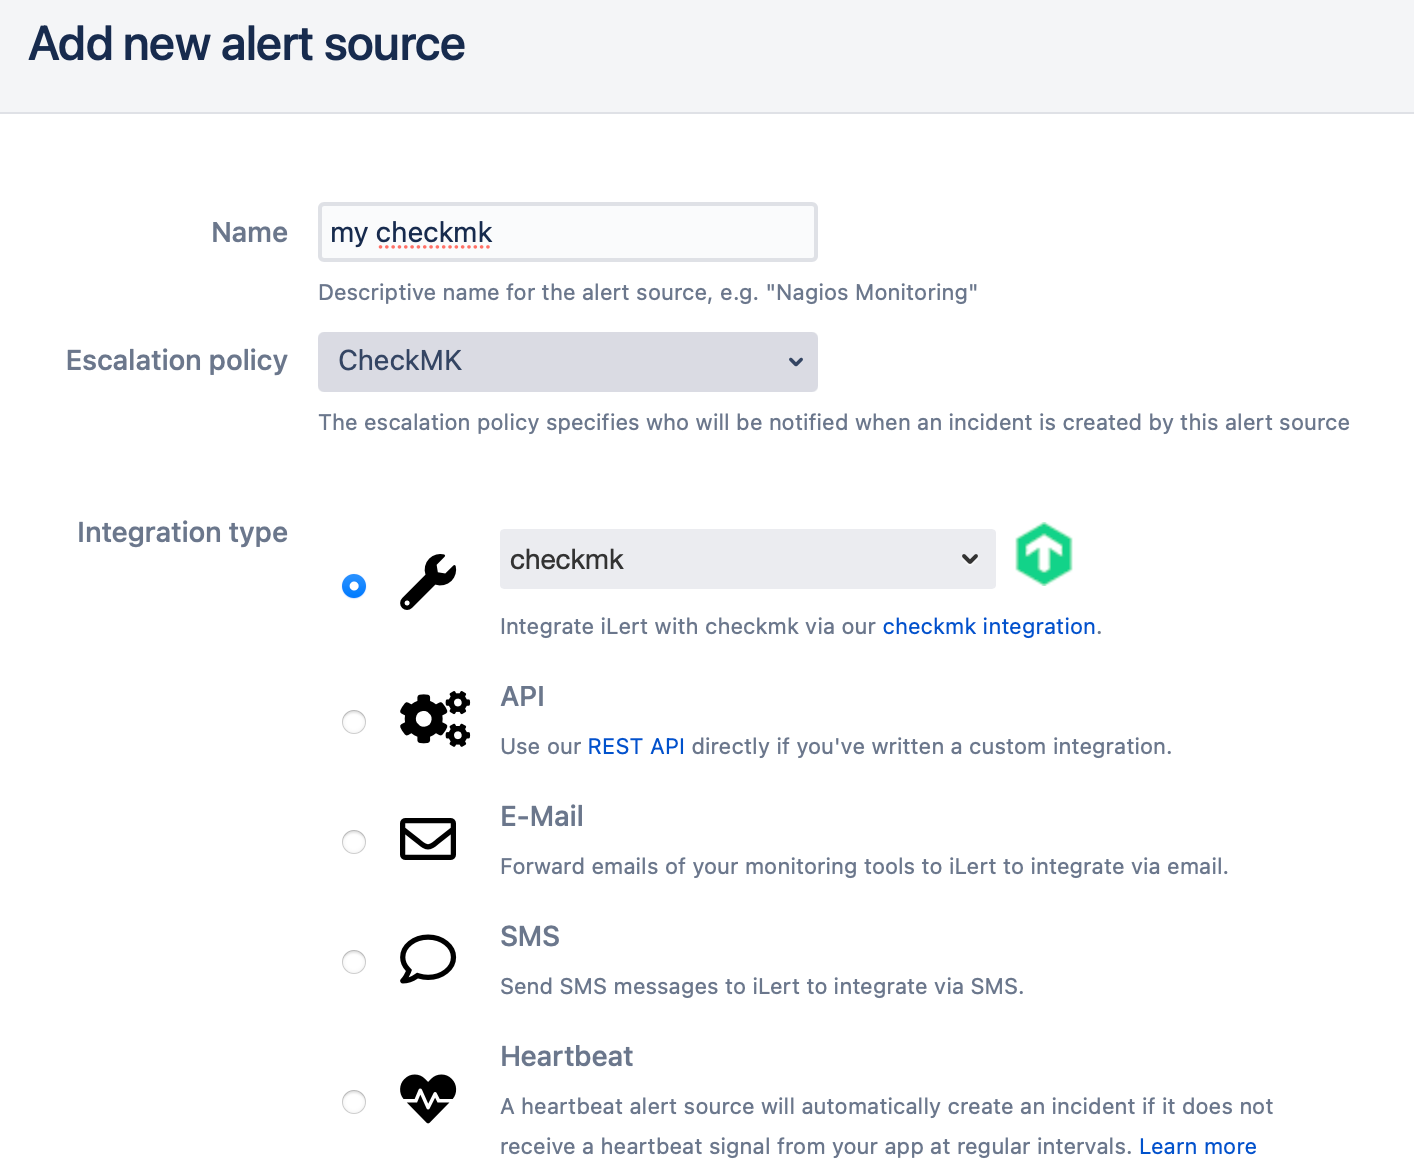 Add new alert source
Name
my checkmk
Descriptive name for the alert source, e.g. "Nagios Monitoring"
Escalation policy
CheckMK
The escalation policy specifies who will be notified when an incident is created by this alert source
Integration type
checkmk
Integrate iLert with checkmk via our checkmk integration.
API
Use our REST API directly if you've written a custom integration.
E-Mail
Forward emails of your monitoring tools to iLert to integrate via email.
SMS
Send SMS messages to iLert to integrate via SMS.
Heartbeat
A heartbeat alert source will automatically create an incident if it does not
receive a heartbeat signal from your app at regular intervals. Learn more